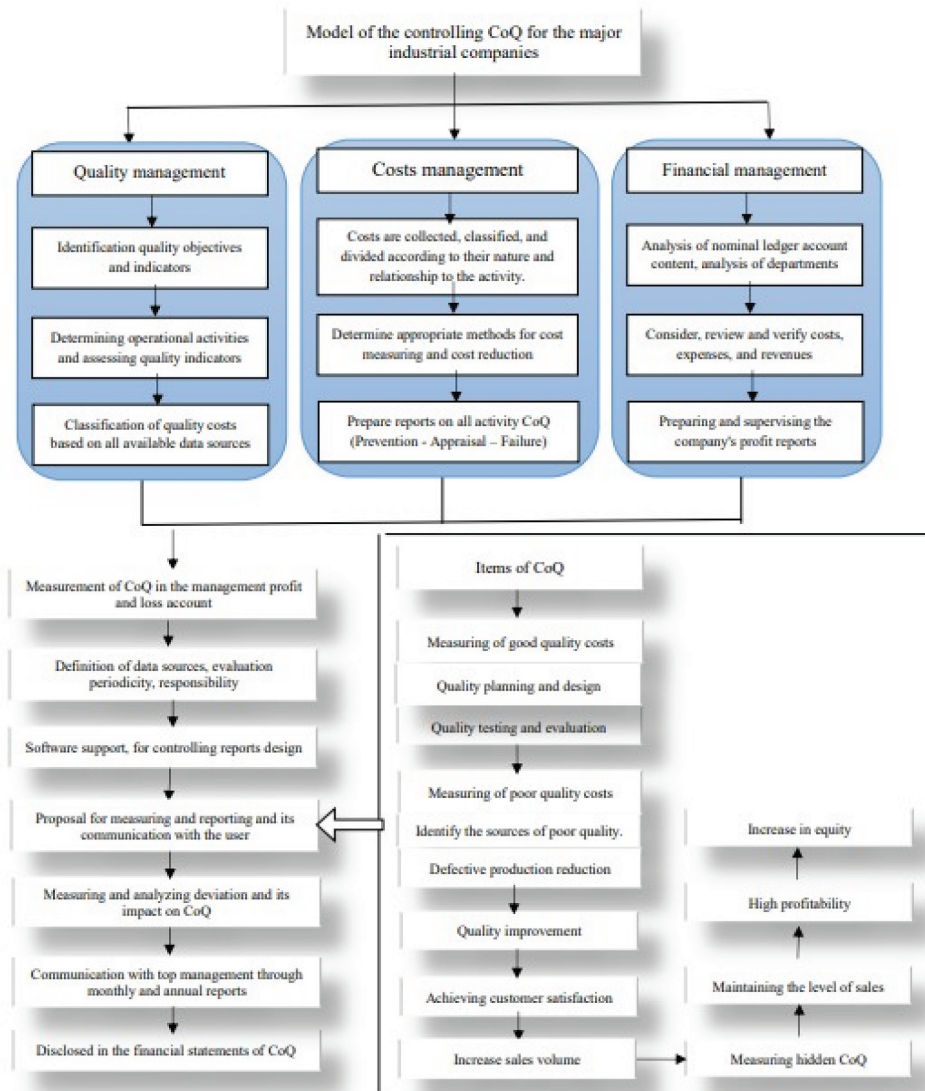 Model of the controlling CoQ for the major
industrial companies
Quality management
Identification quality objectives
and indicators
Determining operational activities
and assessing quality indicators
Classification of quality costs
based on all available data sources
Costs management
Costs are collected, classified, and
divided according to their nature and
relationship to the activity.
Determine appropriate methods for cost
measuring and cost reduction
Prepare reports on all activity CoQ
(Prevention - Appraisal – Failure)
Financial management
Analysis of nominal ledger account
content, analysis of departments
Consider, review and verify costs,
expenses, and revenues
Preparing and supervising the
company's profit reports
Measurement of CoQ in the management profit
and loss account
Definition of data sources, evaluation
periodicity, responsibility
Software support, for controlling reports design
Proposal for measuring and reporting and its
communication with the user
Measuring and analyzing deviation and its
impact on CoQ
Communication with top management through
monthly and annual reports
Disclosed in the financial statements of CoQ
Items of CoQ
Measuring of good quality costs
Quality planning and design
Quality testing and evaluation
Measuring of poor quality costs
Identify the sources of poor quality.
Defective production reduction
Quality improvement
Achieving customer satisfaction
Increase sales volume
Increase in equity
High profitability
Maintaining the level of sales
Measuring hidden CoQ